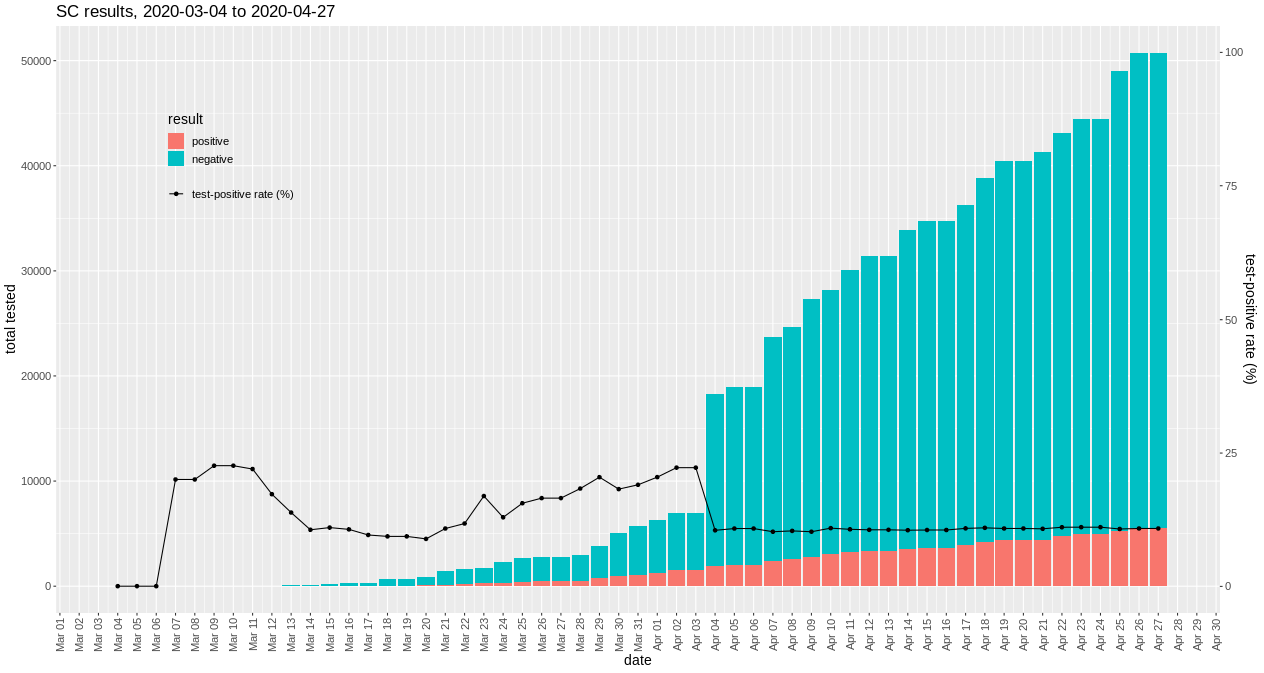 SC results, 2020-03-04 to 2020-04-27
total tested
50000
40000
30000
20000
10000
0
result
positive
negative
test-positive rate (%)
100
75
50
25
0
test-positive rate (%)
Mar 01
Mar 02
Mar 03
Mar 04
Mar 05
Mar 06
Mar 07
Mar 08
Mar 09
Mar 10
Mar 11
Mar 12
Mar 13
Mar 14
Mar 15
Mar 16
Mar 17
Mar 18
Mar 19
Mar 20
Mar 21
Mar 22
Mar 23
Mar 24
Mar 25
Mar 26
Mar 27
Mar 28
Mar 29
Mar 30
Mar 31
Apr 01
Apr 02
Apr 03
Apr 04
Apr 05
Apr 06
Apr 07
Apr 08
Apr 09
Apr 10
Apr 11
Apr 12
Apr 13
Apr 14
Apr 15
Apr 16
Apr 17
Apr 18
Apr 19
Apr 20
Apr 21
Apr 22
Apr 23
Apr 24
Apr 25
Apr 26
Apr 27
Apr 28
Apr 29
Apr 30
date